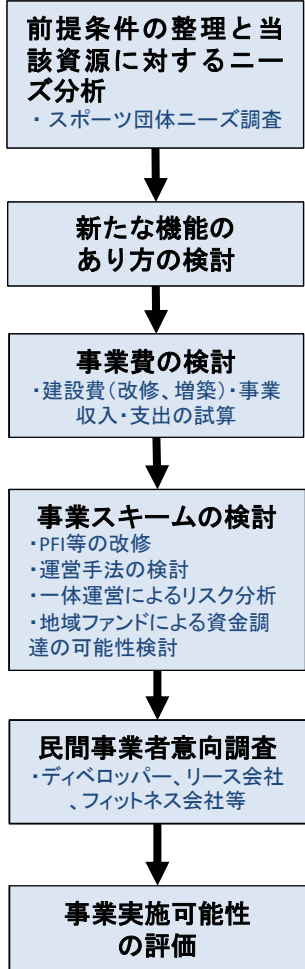 前提条件の整理と当
該資源に対するニー
ズ分析
・ スポーツ団体ニーズ調査
新たな機能の
あり方の検討
事業費の検討
・建設費（改修、増築）・事業
収入・支出の試算
事業スキームの検討
・PFI等の改修
・運営手法の検討
・一体運営によるリスク分析
・地域ファンドによる資金調
達の可能性検討
民間事業者意向調査
・ディベロッパー、リース会社
、フィットネス会社等
事業実施可能性
の評価